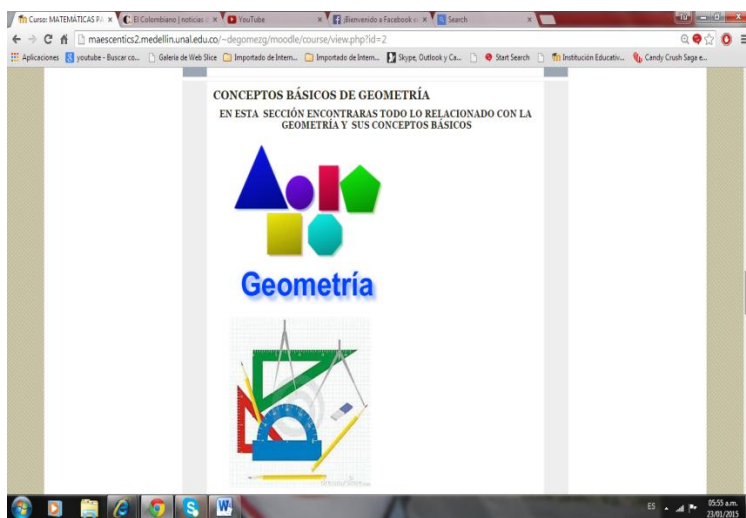 Curso: MATEMÁTICAS PA
El Colombiano | noticias
YouTube
¡Bienvenido a Facebook
Search
maescentics2.medellin.unal.edu.co/~degomezg/moodle/course/view.php?id=2
Aplicaciones
youtube - Buscar co...
Galería de Web Slice
Importado de Intern...
Importado de Intern...
Skype, Outlook y Ca...
Start Search
Institución Educativ...
Candy Crush Saga e...
CONCEPTOS BÁSICOS DE GEOMETRÍA
EN ESTA SECCIÓN ENCONTRARAS TODO LO RELACIONADO CON LA
GEOMETRÍA Y SUS CONCEPTOS BÁSICOS
Geometría
ES
05:55 a.m.
23/01/2015